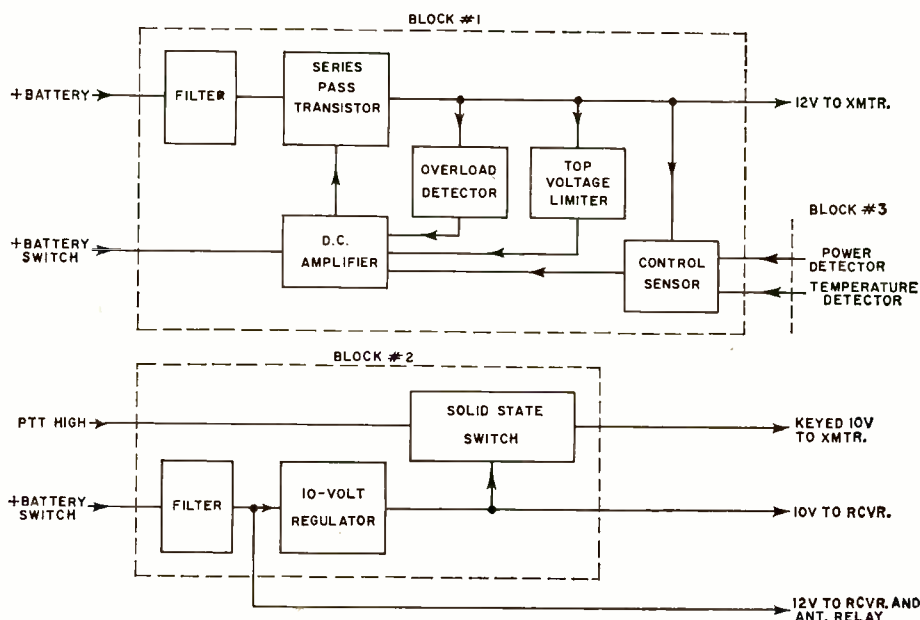 BLOCK #1
+BATTERY
FILTER
SERIES
PASS
TRANSISTOR
12V TO XMTR.
OVERLOAD
DETECTOR
TOP
VOLTAGE
LIMITER
BLOCK #3
+BATTERY
SWITCH
D.C.
AMPLIFIER
CONTROL
SENSOR
POWER
DETECTOR
TEMPERATURE
DETECTOR
BLOCK #2
PTT HIGH
SOLID STATE
SWITCH
KEYED 10V
TO XMTR.
+BATTERY
SWITCH
FILTER
10-VOLT
REGULATOR
10V TO RCVR.
12V TO RCVR. AND
ANT. RELAY